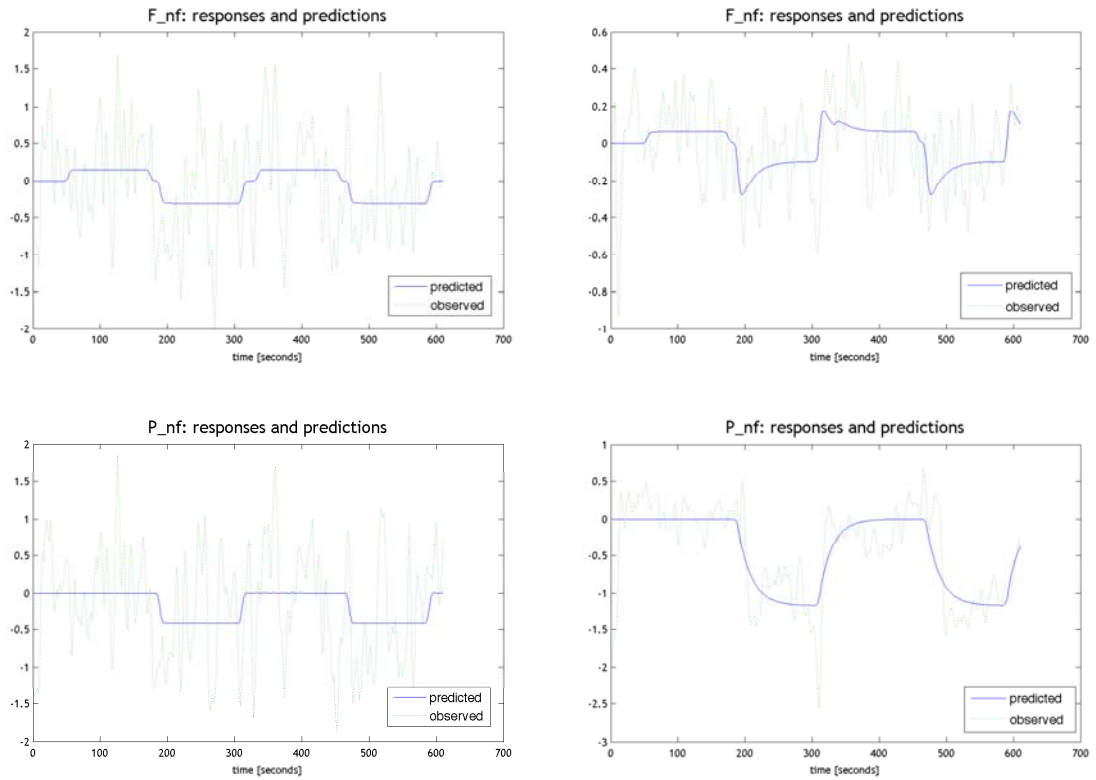 F_nf: responses and predictions
2
1.5
1
0.5
0
-0.5
-1
-1.5
-2
0 100 200 300 400 500 600 700
time [seconds]
predicted
observed
F_nf: responses and predictions
0.6
0.4
0.2
0
-0.2
-0.4
-0.6
-0.8
-1
0 100 200 300 400 500 600 700
time [seconds]
predicted
observed
P_nf: responses and predictions
2
1.5
1
0.5
0
-0.5
-1
-1.5
-2
0 100 200 300 400 500 600 700
time [seconds]
predicted
observed
P_nf: responses and predictions
1
0.5
0
-0.5
-1
-1.5
-2
-2.5
-3
0 100 200 300 400 500 600 700
time [seconds]
predicted
observed